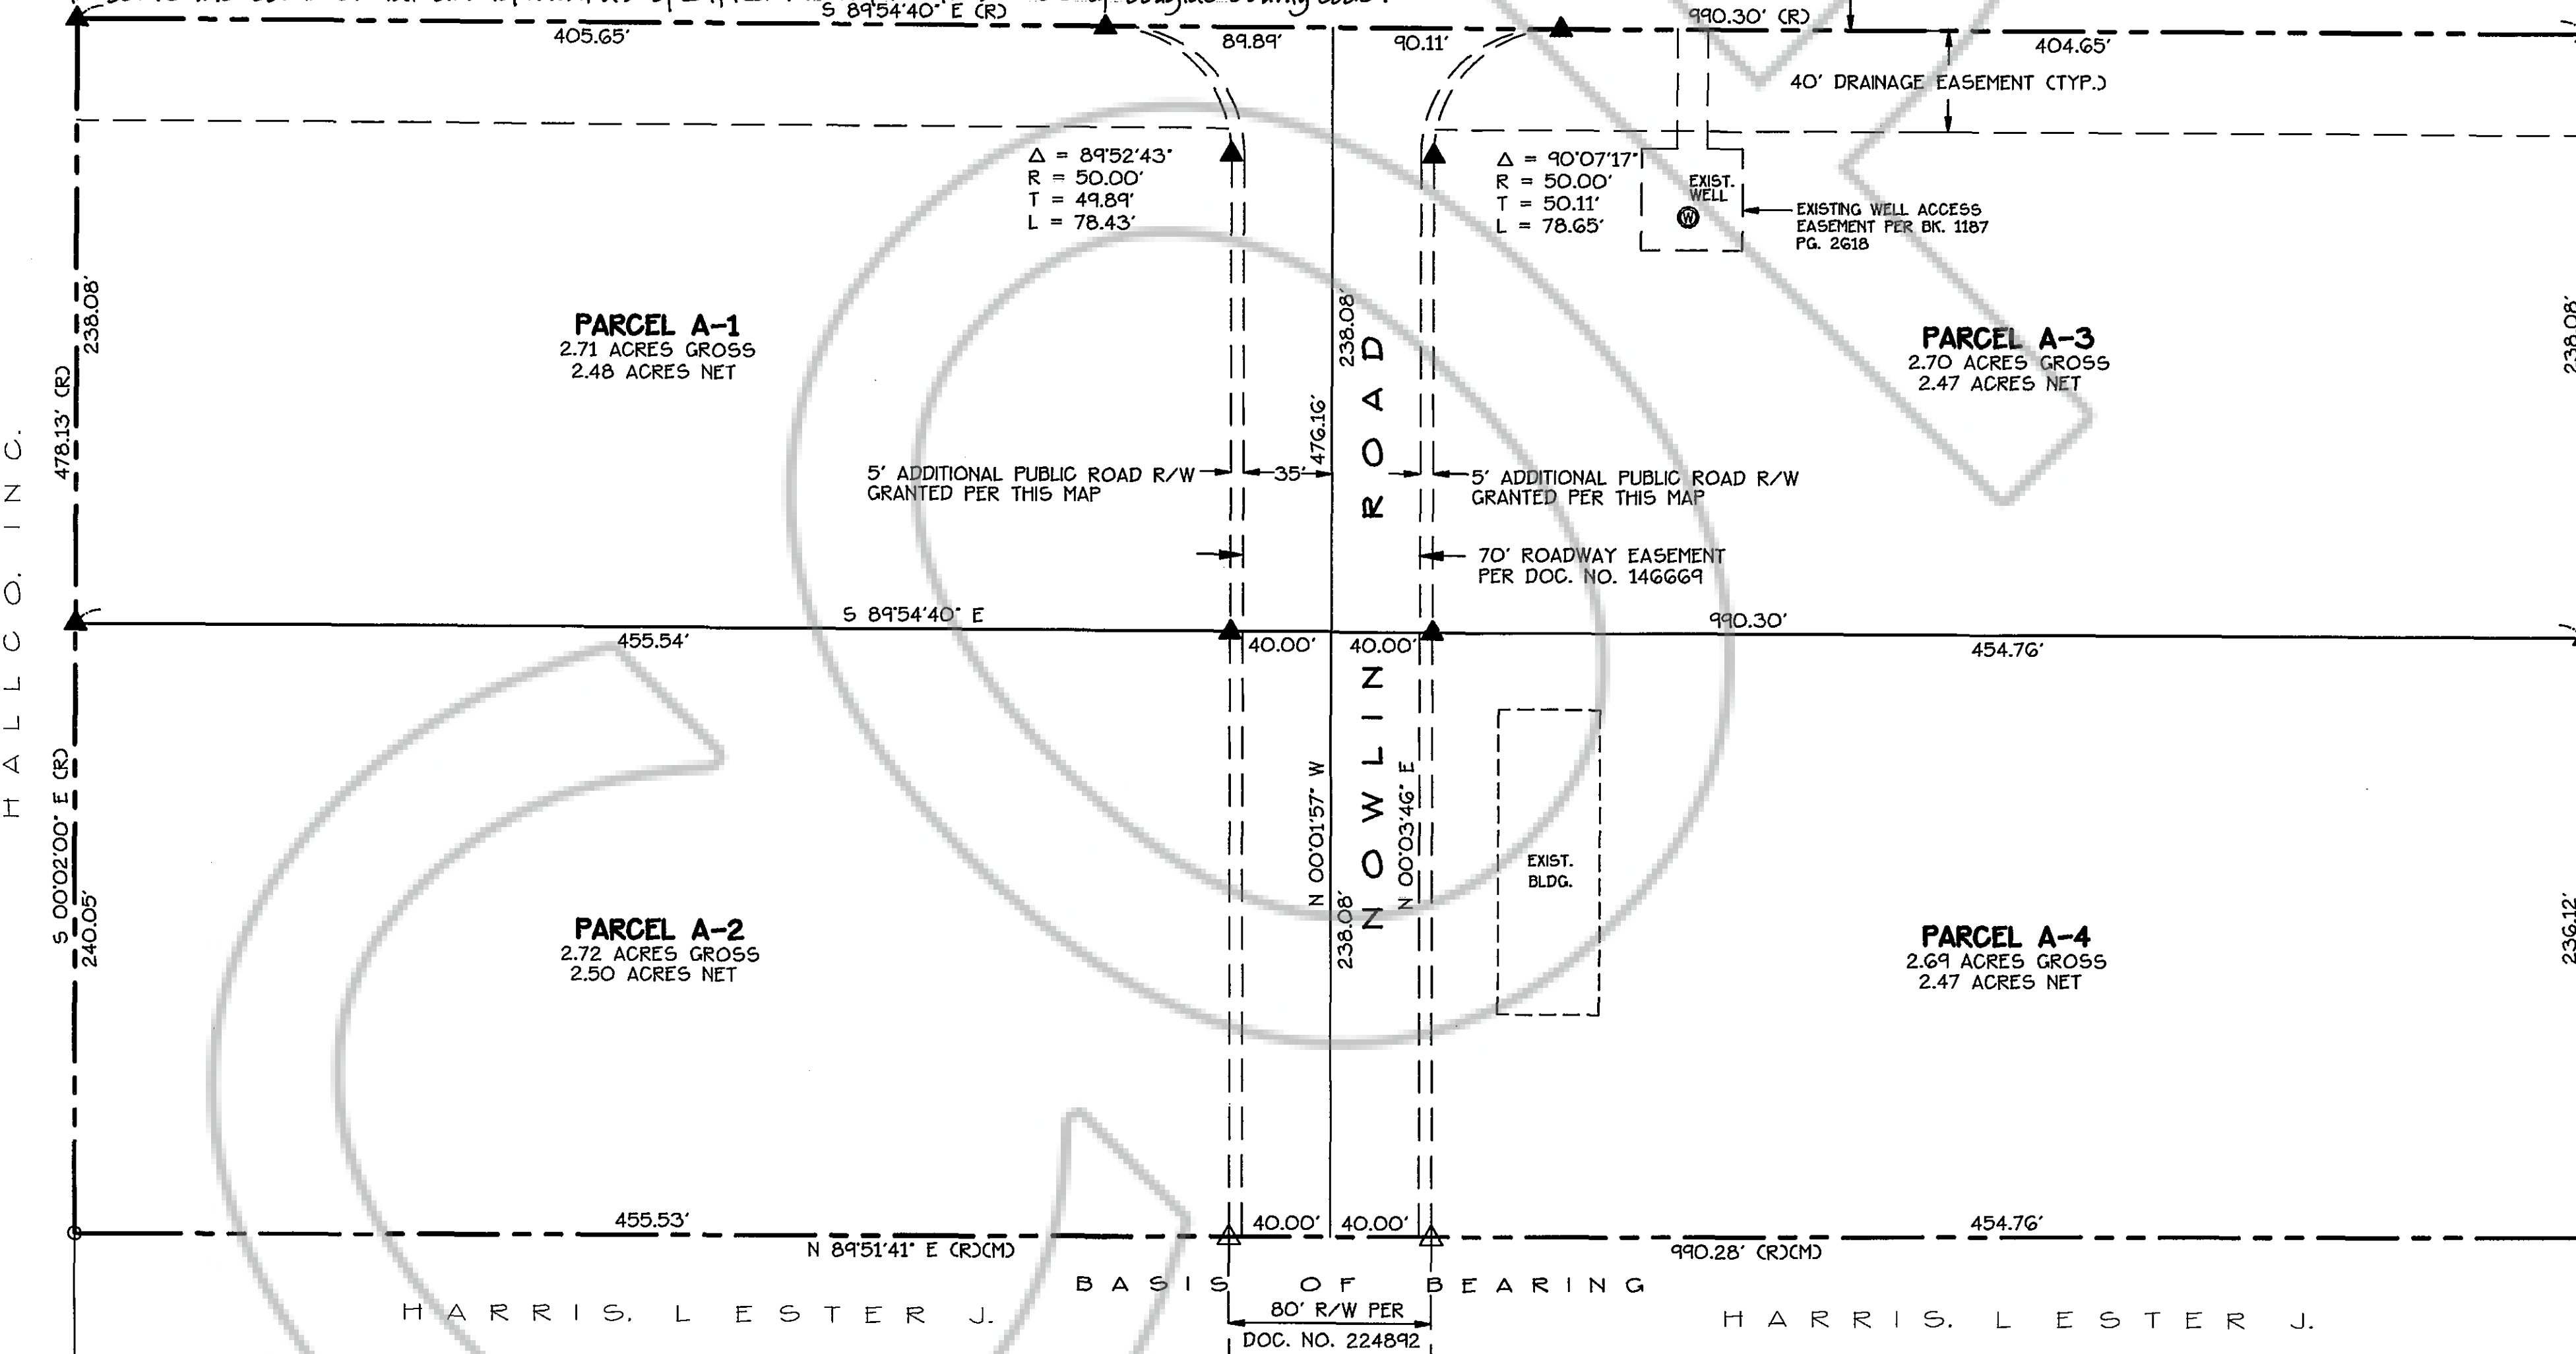 S 89°54'40" E (R)
990.30' (R)
405.65'
89.89'
90.11'
404.65'
40' DRAINAGE EASEMENT (TYP.)
Δ = 89°52'43"
R = 50.00'
T = 49.89'
L = 78.43'
Δ = 90°07'17"
R = 50.00'
T = 50.11'
L = 78.65'
EXIST.
WELL
W
EXISTING WELL ACCESS
EASEMENT PER BK. 1187
PG. 2618
PARCEL A-1
2.71 ACRES GROSS
2.48 ACRES NET
PARCEL A-3
2.70 ACRES GROSS
2.47 ACRES NET
238.08'
478.13' (R)
238.08'
476.16'
238.08'
HALLCO. INC.
NOWLIN ROAD
5' ADDITIONAL PUBLIC ROAD R/W
GRANTED PER THIS MAP
35'
5' ADDITIONAL PUBLIC ROAD R/W
GRANTED PER THIS MAP
70' ROADWAY EASEMENT
PER DOC. NO. 146669
S 89°54'40" E
990.30'
455.54'
40.00'
40.00'
454.76'
S 00°02'00" E (R)
240.05'
N 00°01'57" W
238.08'
N 00°03'46" E
236.12'
EXIST.
BLDG.
PARCEL A-2
2.72 ACRES GROSS
2.50 ACRES NET
PARCEL A-4
2.69 ACRES GROSS
2.47 ACRES NET
455.53'
40.00'
40.00'
454.76'
N 89°51'41" E (R)(M)
990.28' (R)(M)
BASIS OF BEARING
HARRIS, LESTER J.
80' R/W PER
DOC. NO. 224892
HARRIS, LESTER J.